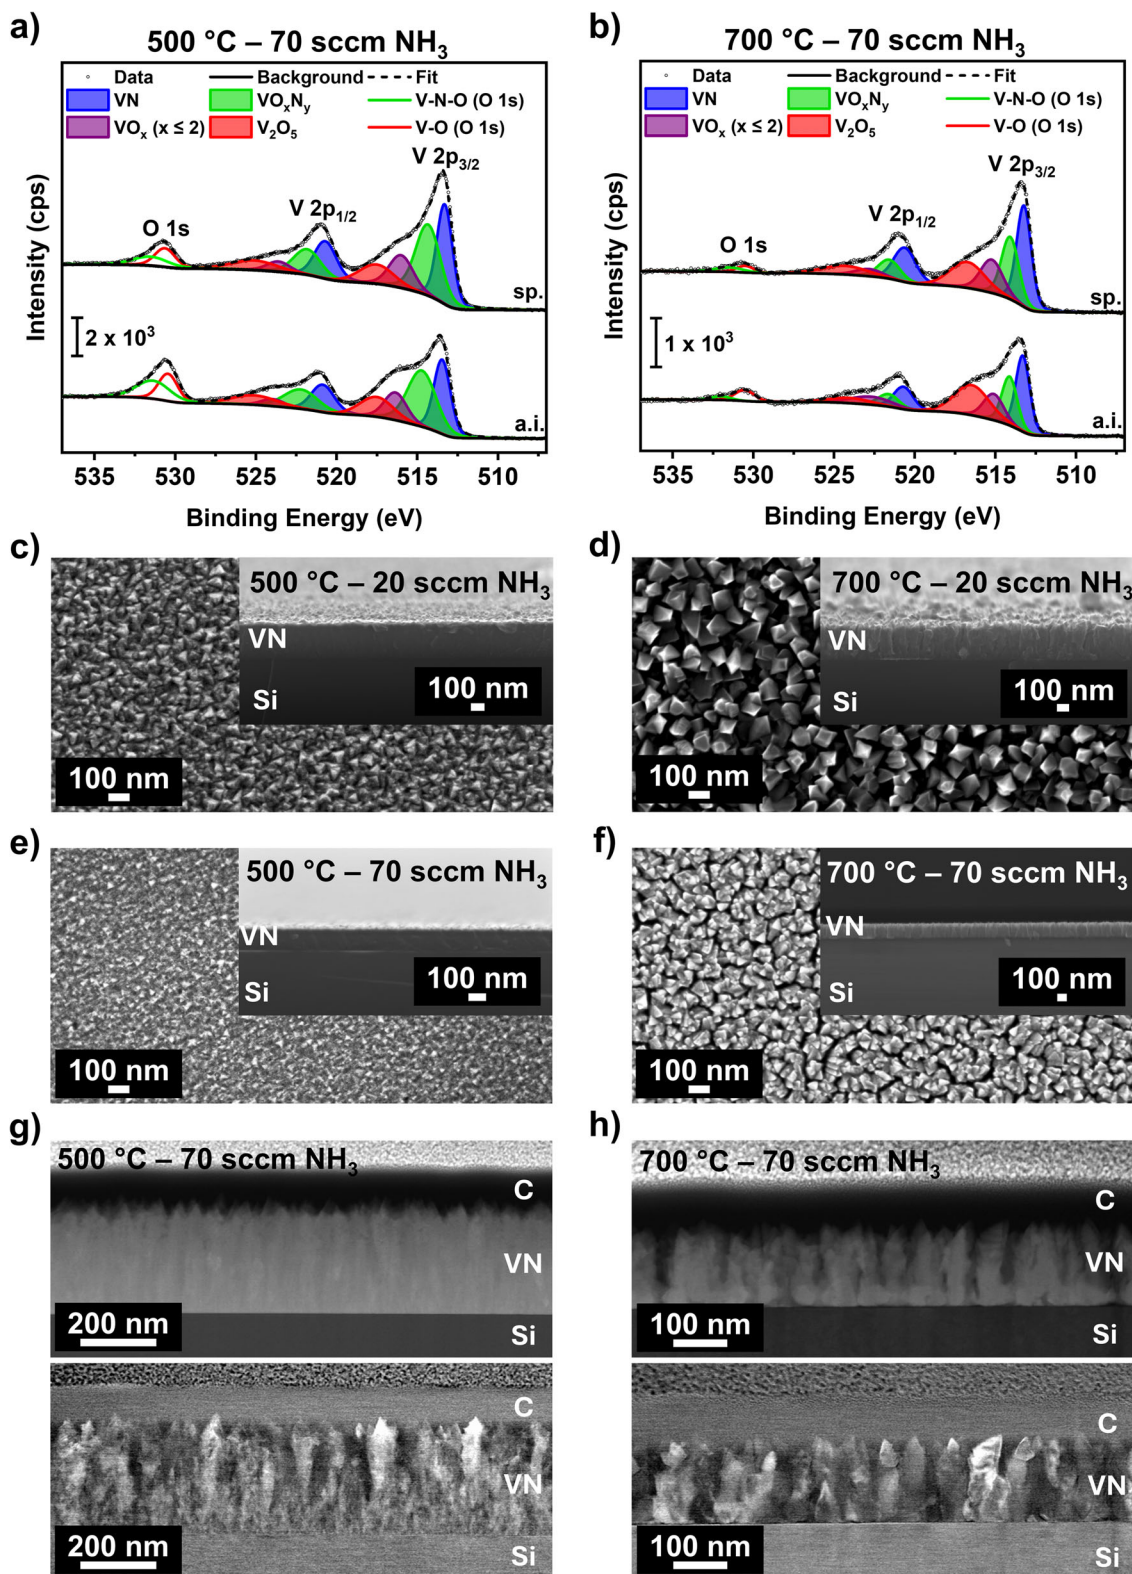 a)
500 °C – 70 sccm NH₃
Data Background Fit
VN VOₓNᵧ V-N-O (O 1s)
VOₓ (x ≤ 2) V₂O₅ V-O (O 1s)
V 2p₃/₂
V 2p₁/₂
O 1s
sp.
2 x 10³
a.i.
Intensity (cps)
535 530 525 520 515 510
Binding Energy (eV)
b)
700 °C – 70 sccm NH₃
Data Background Fit
VN VOₓNᵧ V-N-O (O 1s)
VOₓ (x ≤ 2) V₂O₅ V-O (O 1s)
V 2p₃/₂
V 2p₁/₂
O 1s
sp.
1 x 10³
a.i.
Intensity (cps)
535 530 525 520 515 510
Binding Energy (eV)
c)
500 °C – 20 sccm NH₃
VN
Si
100 nm
100 nm
d)
700 °C – 20 sccm NH₃
VN
Si
100 nm
100 nm
e)
500 °C – 70 sccm NH₃
VN
Si
100 nm
100 nm
f)
700 °C – 70 sccm NH₃
VN
Si
100 nm
100 nm
g)
500 °C – 70 sccm NH₃
C
VN
200 nm
Si
C
VN
200 nm
Si
h)
700 °C – 70 sccm NH₃
C
VN
100 nm
Si
C
VN
100 nm
Si